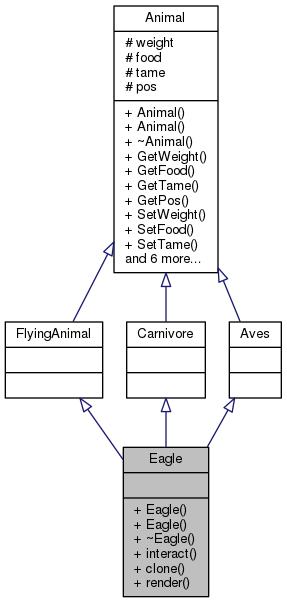 Animal
# weight
# food
# tame
# pos
+ Animal()
+ Animal()
+ ~Animal()
+ GetWeight()
+ GetFood()
+ GetTame()
+ GetPos()
+ SetWeight()
+ SetFood()
+ SetTame()
and 6 more...
FlyingAnimal
Carnivore
Aves
Eagle
+ Eagle()
+ Eagle()
+ ~Eagle()
+ interact()
+ clone()
+ render()